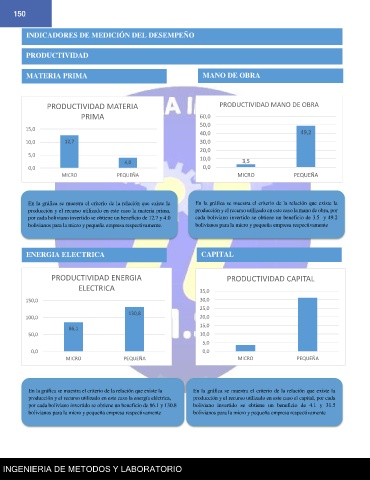 150
INDICADORES DE MEDICIÓN DEL DESEMPEÑO
PRODUCTIVIDAD
MATERIA PRIMA
MANO DE OBRA
PRODUCTIVIDAD MATERIA
PRIMA
15,0
10,0
5,0
0,0
12,7
4,0
MICRO PEQUEÑA
PRODUCTIVIDAD MANO DE OBRA
60,0
50,0
40,0
30,0
20,0
10,0
0,0
3,5
49,2
MICRO PEQUEÑA
En la gráfica se muestra el criterio de la relación que existe la
producción y el recurso utilizado en este caso la materia prima,
por cada boliviano invertido se obtiene un beneficio de 12.7 y 4.0
bolivianos para la micro y pequeña empresa respectivamente
En la gráfica se muestra el criterio de la relación que existe la
producción y el recurso utilizado en este caso la mano de obra, por
cada boliviano invertido se obtiene un beneficio de 3.5 y 49.2
bolivianos para la micro y pequeña empresa respectivamente
ENERGIA ELECTRICA
CAPITAL
PRODUCTIVIDAD ENERGIA
ELECTRICA
150,0
100,0
50,0
0,0
86,1
130,8
MICRO PEQUEÑA
PRODUCTIVIDAD CAPITAL
35,0
30,0
25,0
20,0
15,0
10,0
5,0
0,0
MICRO PEQUEÑA
En la gráfica se muestra el criterio de la relación que existe la
producción y el recurso utilizado en este caso la energía eléctrica,
por cada boliviano invertido se obtiene un beneficio de 86.1 y 130.8
bolivianos para la micro y pequeña empresa respectivamente
En la gráfica se muestra el criterio de la relación que existe la
producción y el recurso utilizado en este caso el capital, por cada
boliviano invertido se obtiene un beneficio de 4.1 y 31.5
bolivianos para la micro y pequeña empresa respectivamente
INGENIERIA DE METODOS Y LABORATORIO